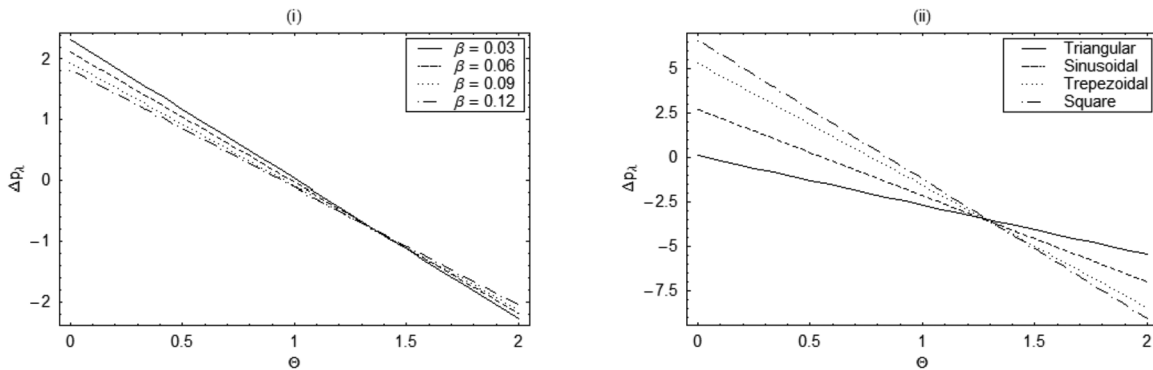 (i)
β = 0.03
β = 0.06
β = 0.09
β = 0.12
2
1
0
−1
−2
Δpλ
0
0.5
1
1.5
2
Θ
(ii)
Triangular
Sinusoidal
Trepezoidal
Square
5
2.5
0
−2.5
−5
−7.5
Δpλ
0
0.5
1
1.5
2
Θ